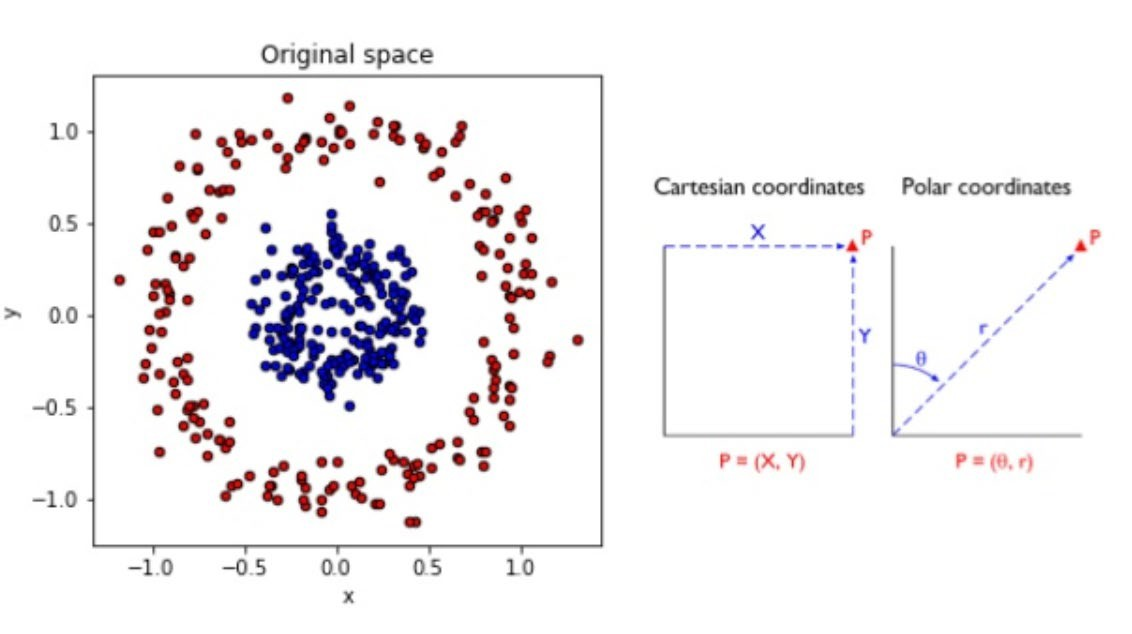 Original space
1.0
0.5
0.0
−0.5
−1.0
y
−1.0
−0.5
0.0
0.5
1.0
x
Cartesian coordinates
X
P
Y
P = (X, Y)
Polar coordinates
P
r
θ
P = (θ, r)